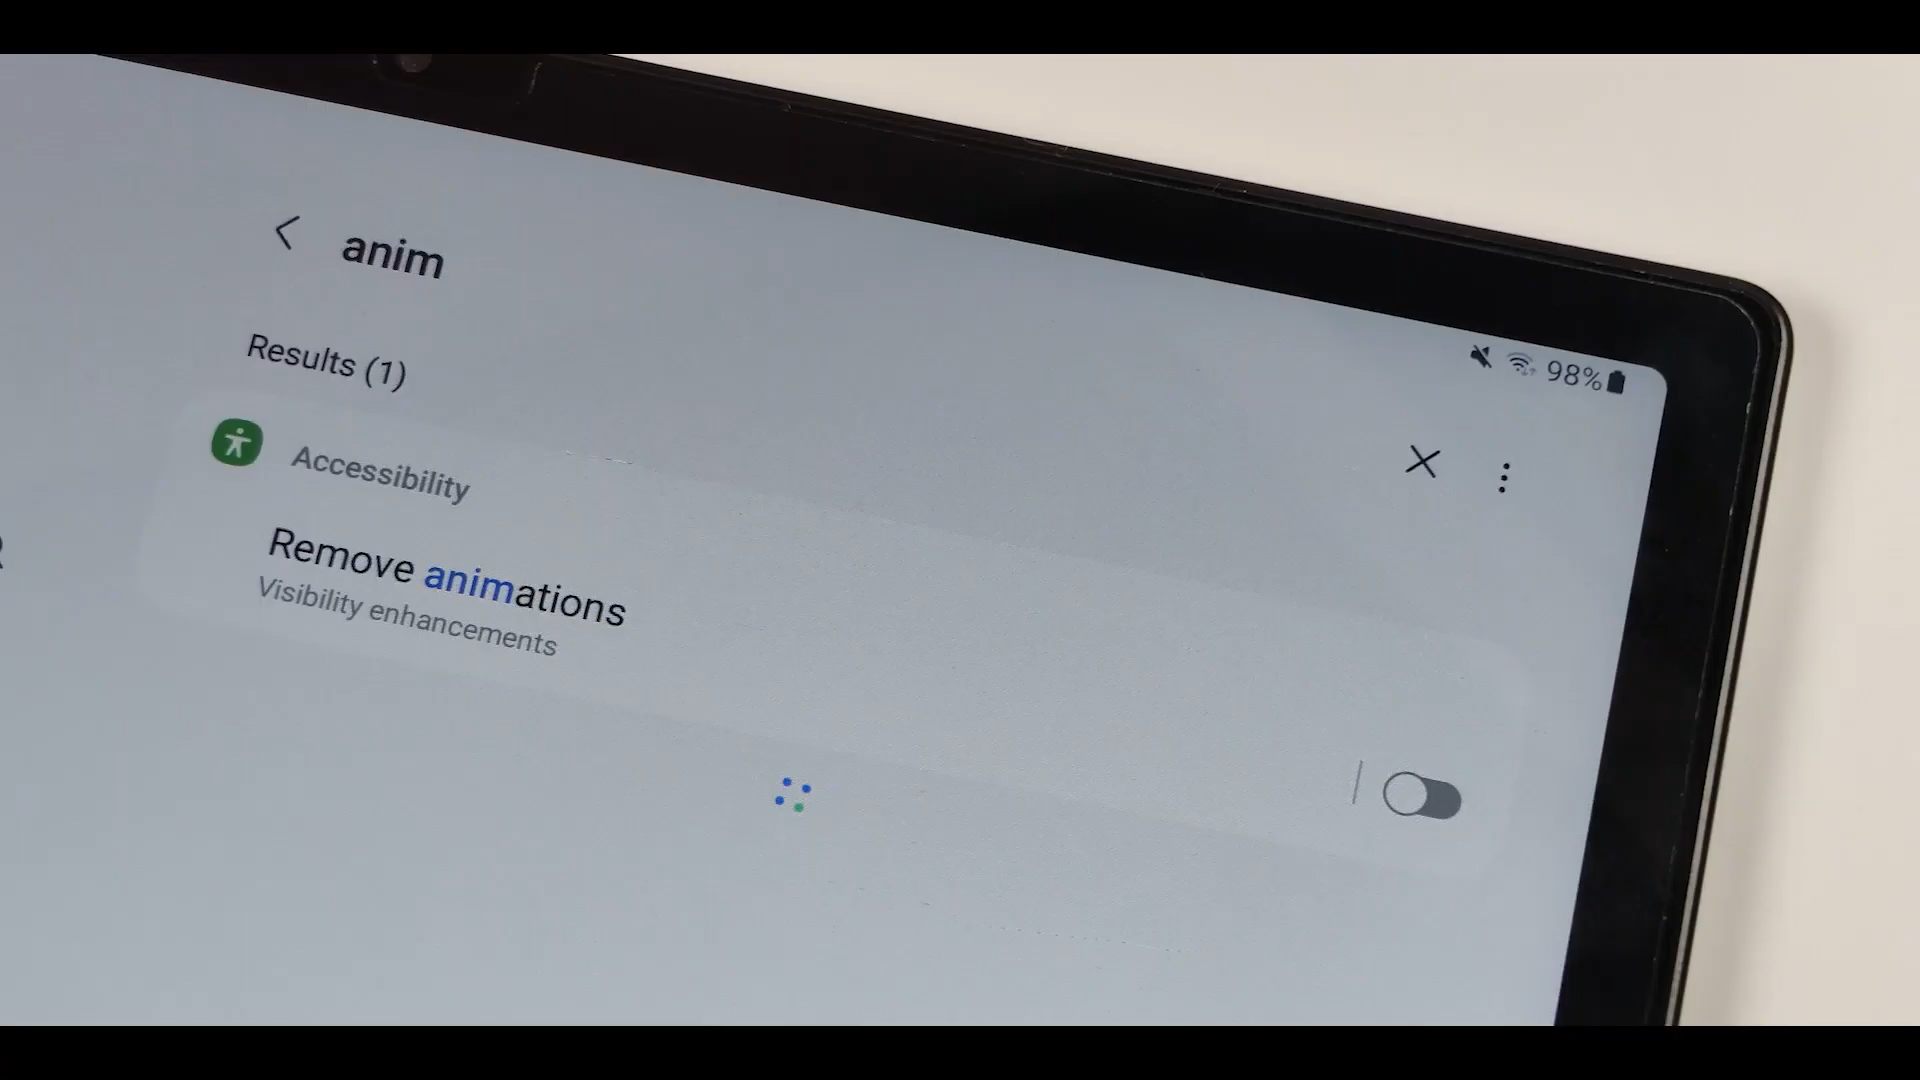 anim
98%
Results (1)
Accessibility
Remove animations
Visibility enhancements